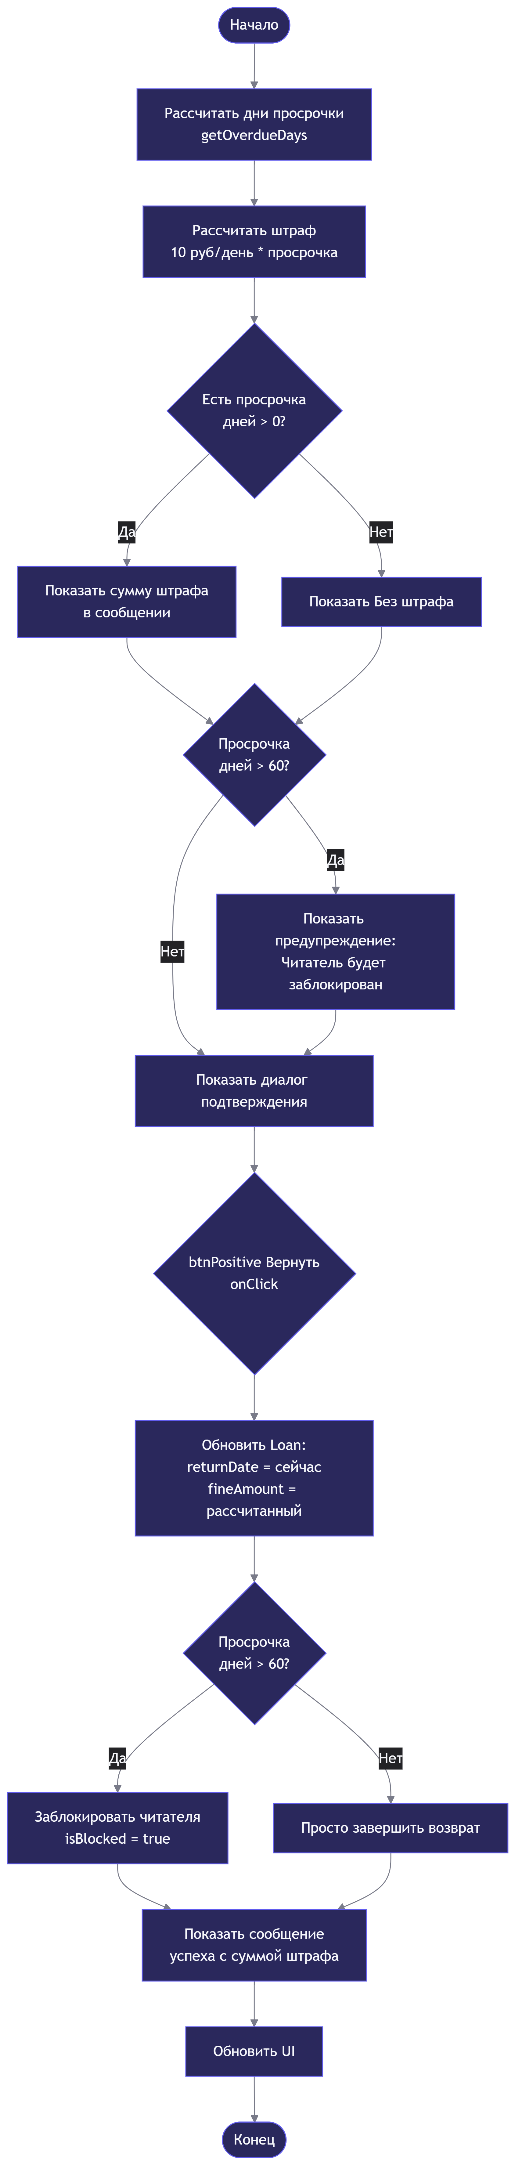 Начало
Рассчитать дни просрочки
getOverdueDays
Рассчитать штраф
10 руб/день * просрочка
Есть просрочка
дней > 0?
Да
Нет
Показать сумму штрафа
в сообщении
Показать Без штрафа
Просрочка
дней > 60?
Да
Нет
Показать
предупреждение:
Читатель будет
заблокирован
Показать диалог
подтверждения
btnPositive Вернуть
onClick
Обновить Loan:
returnDate = сейчас
fineAmount =
рассчитанный
Просрочка
дней > 60?
Да
Нет
Заблокировать читателя
isBlocked = true
Просто завершить возврат
Показать сообщение
успеха с суммой штрафа
Обновить UI
Конец